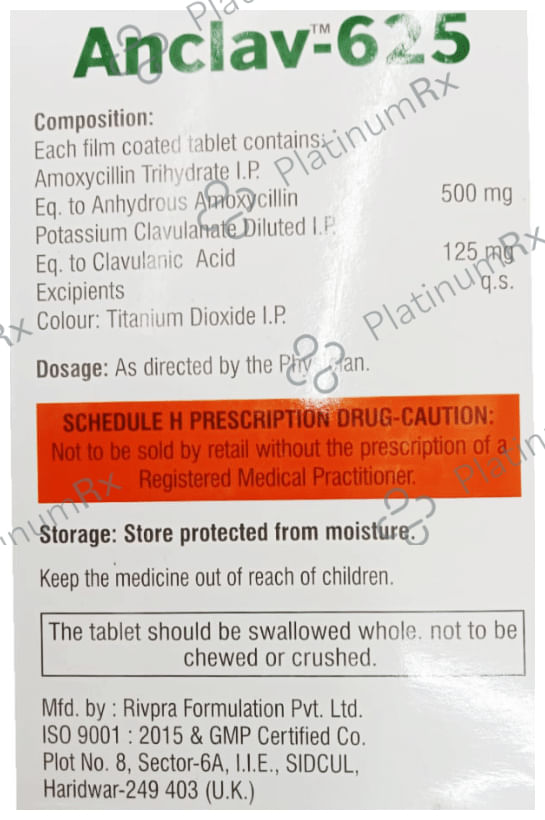 PlatinumRx
Anclav™-625
Composition:
Each film coated tablet contains:
Amoxycillin Trihydrate I.P.
Eq. to Anhydrous Amoxycillin 500 mg
Potassium Clavulanate Diluted I.P.
Eq. to Clavulanic Acid 125 mg
Excipients q.s.
Colour: Titanium Dioxide I.P.
Dosage: As directed by the Physician.
SCHEDULE H PRESCRIPTION DRUG-CAUTION:
Not to be sold by retail without the prescription of a
Registered Medical Practitioner.
Storage: Store protected from moisture.
Keep the medicine out of reach of children.
The tablet should be swallowed whole. not to be
chewed or crushed.
Mfd. by : Rivpra Formulation Pvt. Ltd.
ISO 9001 : 2015 & GMP Certified Co.
Plot No. 8, Sector-6A, I.I.E., SIDCUL,
Haridwar-249 403 (U.K.)
PlatinumRx
PlatinumRx